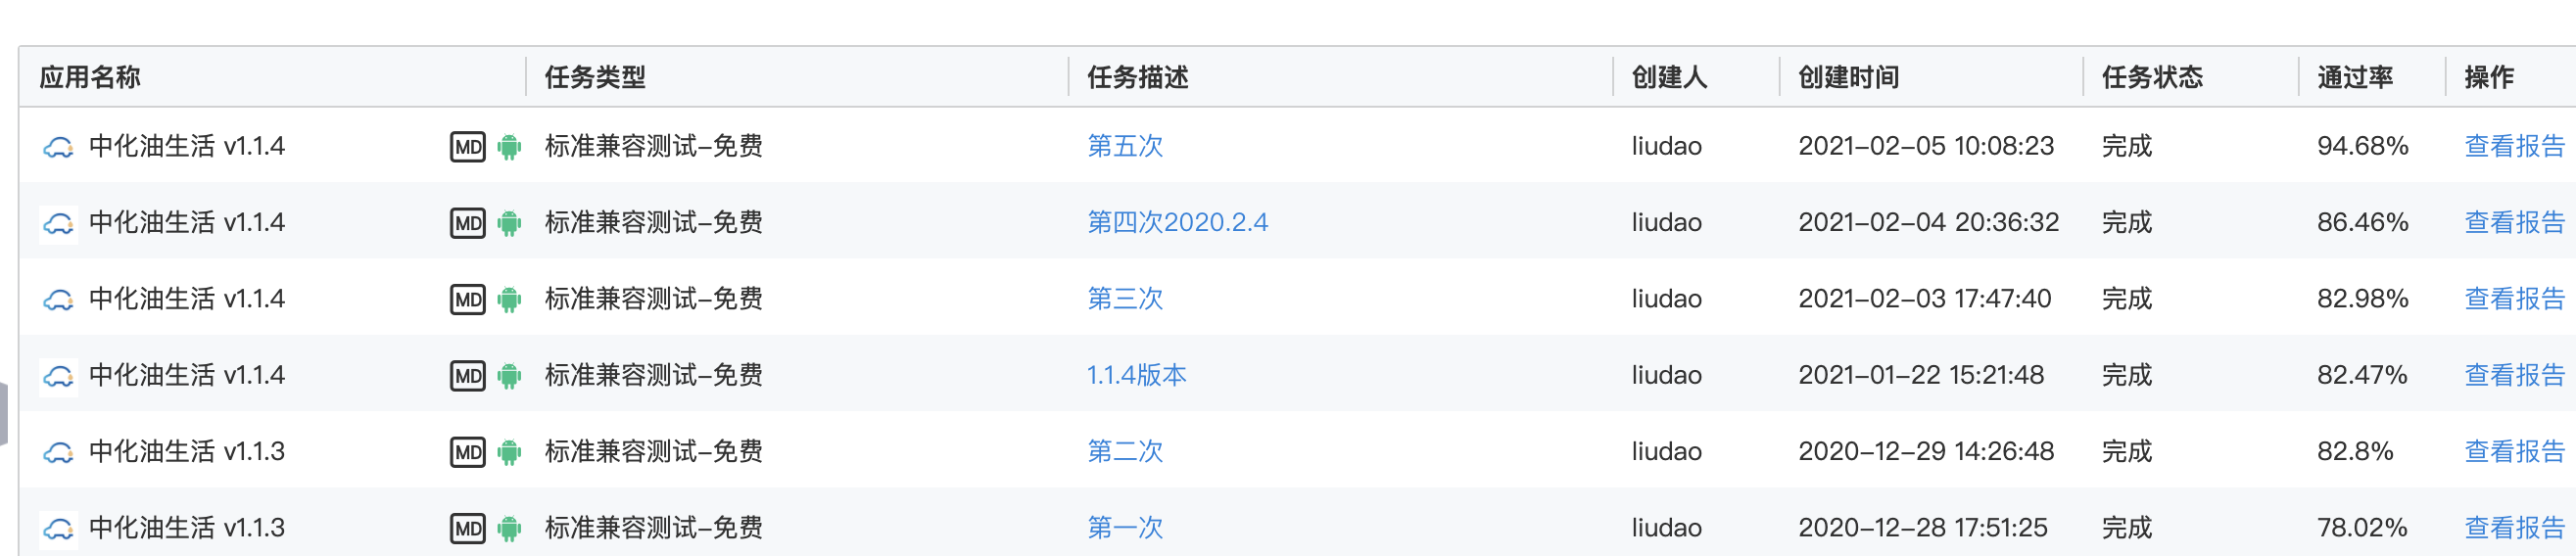 应用名称 任务类型 任务描述 创建人 创建时间 任务状态 通过率 操作
中化油生活 v1.1.4 MD 标准兼容测试-免费 第五次 liudao 2021-02-05 10:08:23 完成 94.68% 查看报告
中化油生活 v1.1.4 MD 标准兼容测试-免费 第四次2020.2.4 liudao 2021-02-04 20:36:32 完成 86.46% 查看报告
中化油生活 v1.1.4 MD 标准兼容测试-免费 第三次 liudao 2021-02-03 17:47:40 完成 82.98% 查看报告
中化油生活 v1.1.4 MD 标准兼容测试-免费 1.1.4版本 liudao 2021-01-22 15:21:48 完成 82.47% 查看报告
中化油生活 v1.1.3 MD 标准兼容测试-免费 第二次 liudao 2020-12-29 14:26:48 完成 82.8% 查看报告
中化油生活 v1.1.3 MD 标准兼容测试-免费 第一次 liudao 2020-12-28 17:51:25 完成 78.02% 查看报告